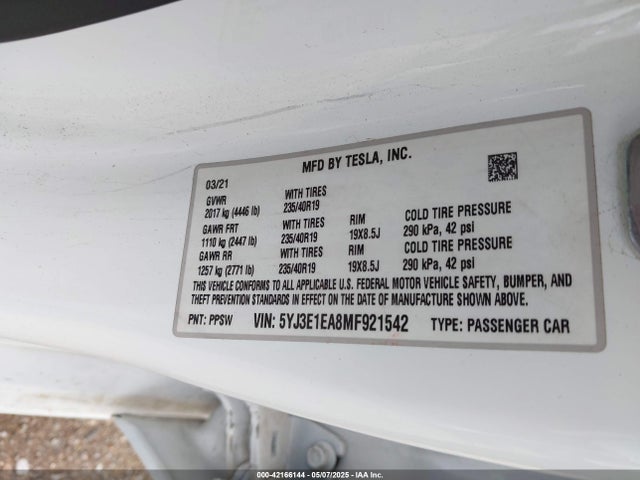 MFD BY TESLA, INC.
03/21
GVWR WITH TIRES
2017 kg (4446 lb) 235/40R19
GAWR FRT WITH TIRES RIM COLD TIRE PRESSURE
1110 kg (2447 lb) 235/40R19 19X8.5J 290 kPa, 42 psi
GAWR RR WITH TIRES RIM COLD TIRE PRESSURE
1257 kg (2771 lb) 235/40R19 19X8.5J 290 kPa, 42 psi
THIS VEHICLE CONFORMS TO ALL APPLICABLE U.S. FEDERAL MOTOR VEHICLE SAFETY, BUMPER, AND
THEFT PREVENTION STANDARDS IN EFFECT ON THE DATE OF MANUFACTURE SHOWN ABOVE.
PNT: PPSW VIN: 5YJ3E1EA8MF921542 TYPE: PASSENGER CAR
000-42166144 - 05/07/2025 - IAA Inc.